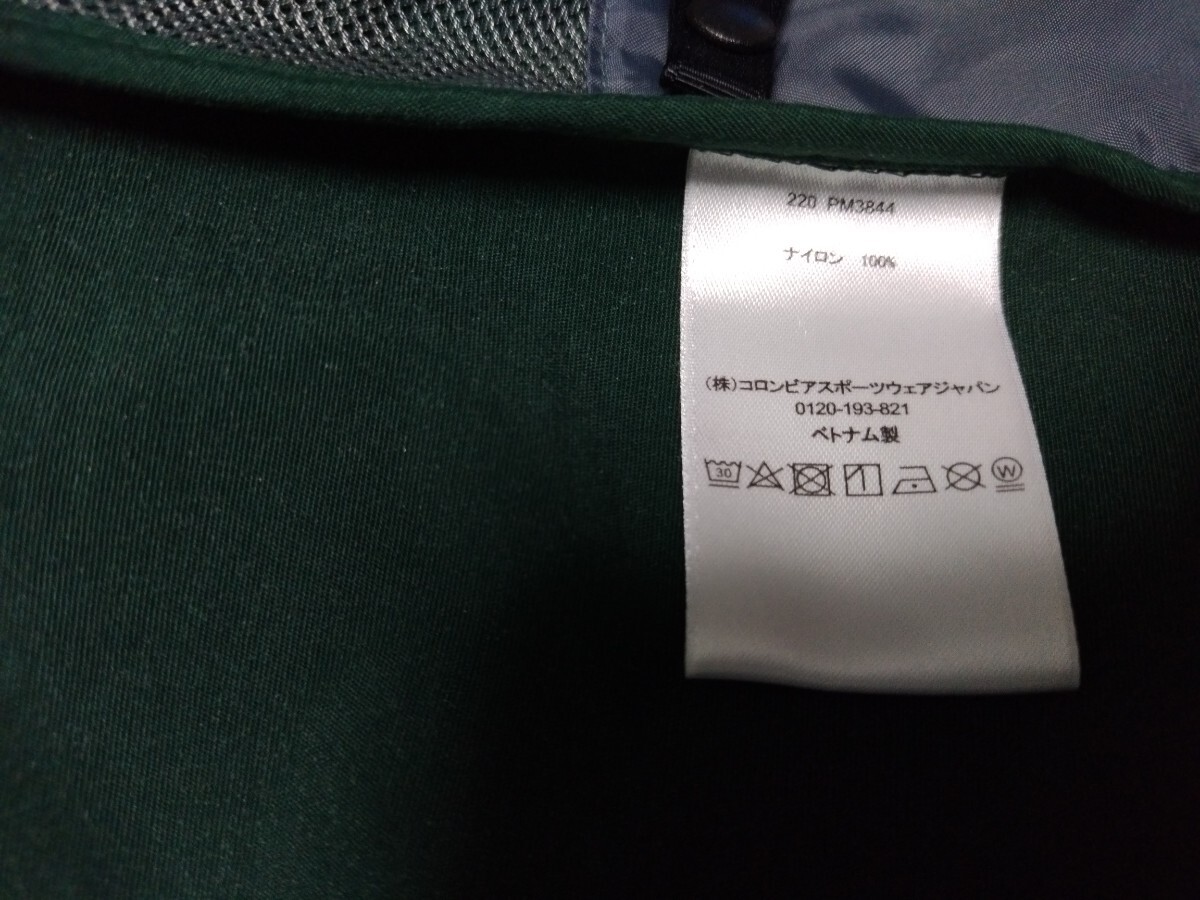 220 PM3844
ナイロン 100%
(株)コロンビアスポーツウェアジャパン
0120-193-821
ベトナム製
30 W